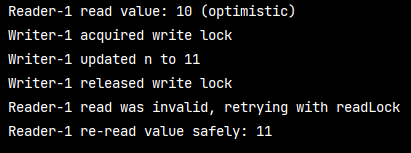 Reader-1 read value: 10 (optimistic)
Writer-1 acquired write lock
Writer-1 updated n to 11
Writer-1 released write lock
Reader-1 read was invalid, retrying with readLock
Reader-1 re-read value safely: 11